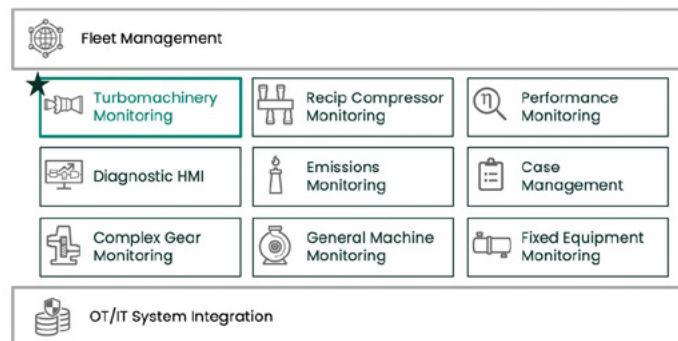 Fleet Management
Turbomachinery
Monitoring
Recip Compressor
Monitoring
η
Performance
Monitoring
Diagnostic HMI
Emissions
Monitoring
Case
Management
Complex Gear
Monitoring
General Machine
Monitoring
Fixed Equipment
Monitoring
OT/IT System Integration